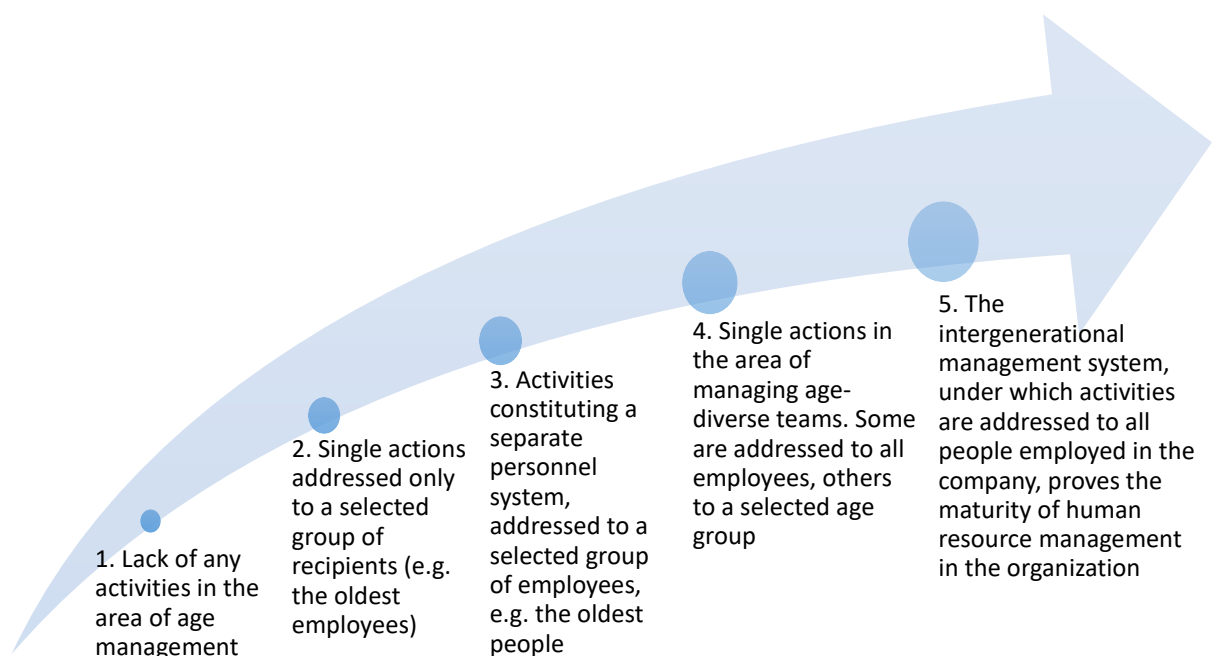 1. Lack of any
activities in the
area of age
management
2. Single actions
addressed only
to a selected
group of
recipients (e.g.
the oldest
employees)
3. Activities
constituting a
separate
personnel
system,
addressed to a
selected group
of employees,
e.g. the oldest
people
4. Single actions in
the area of
managing age-
diverse teams. Some
are addressed to all
employees, others
to a selected age
group
5. The
intergenerational
management system,
under which activities
are addressed to all
people employed in the
company, proves the
maturity of human
resource management
in the organization